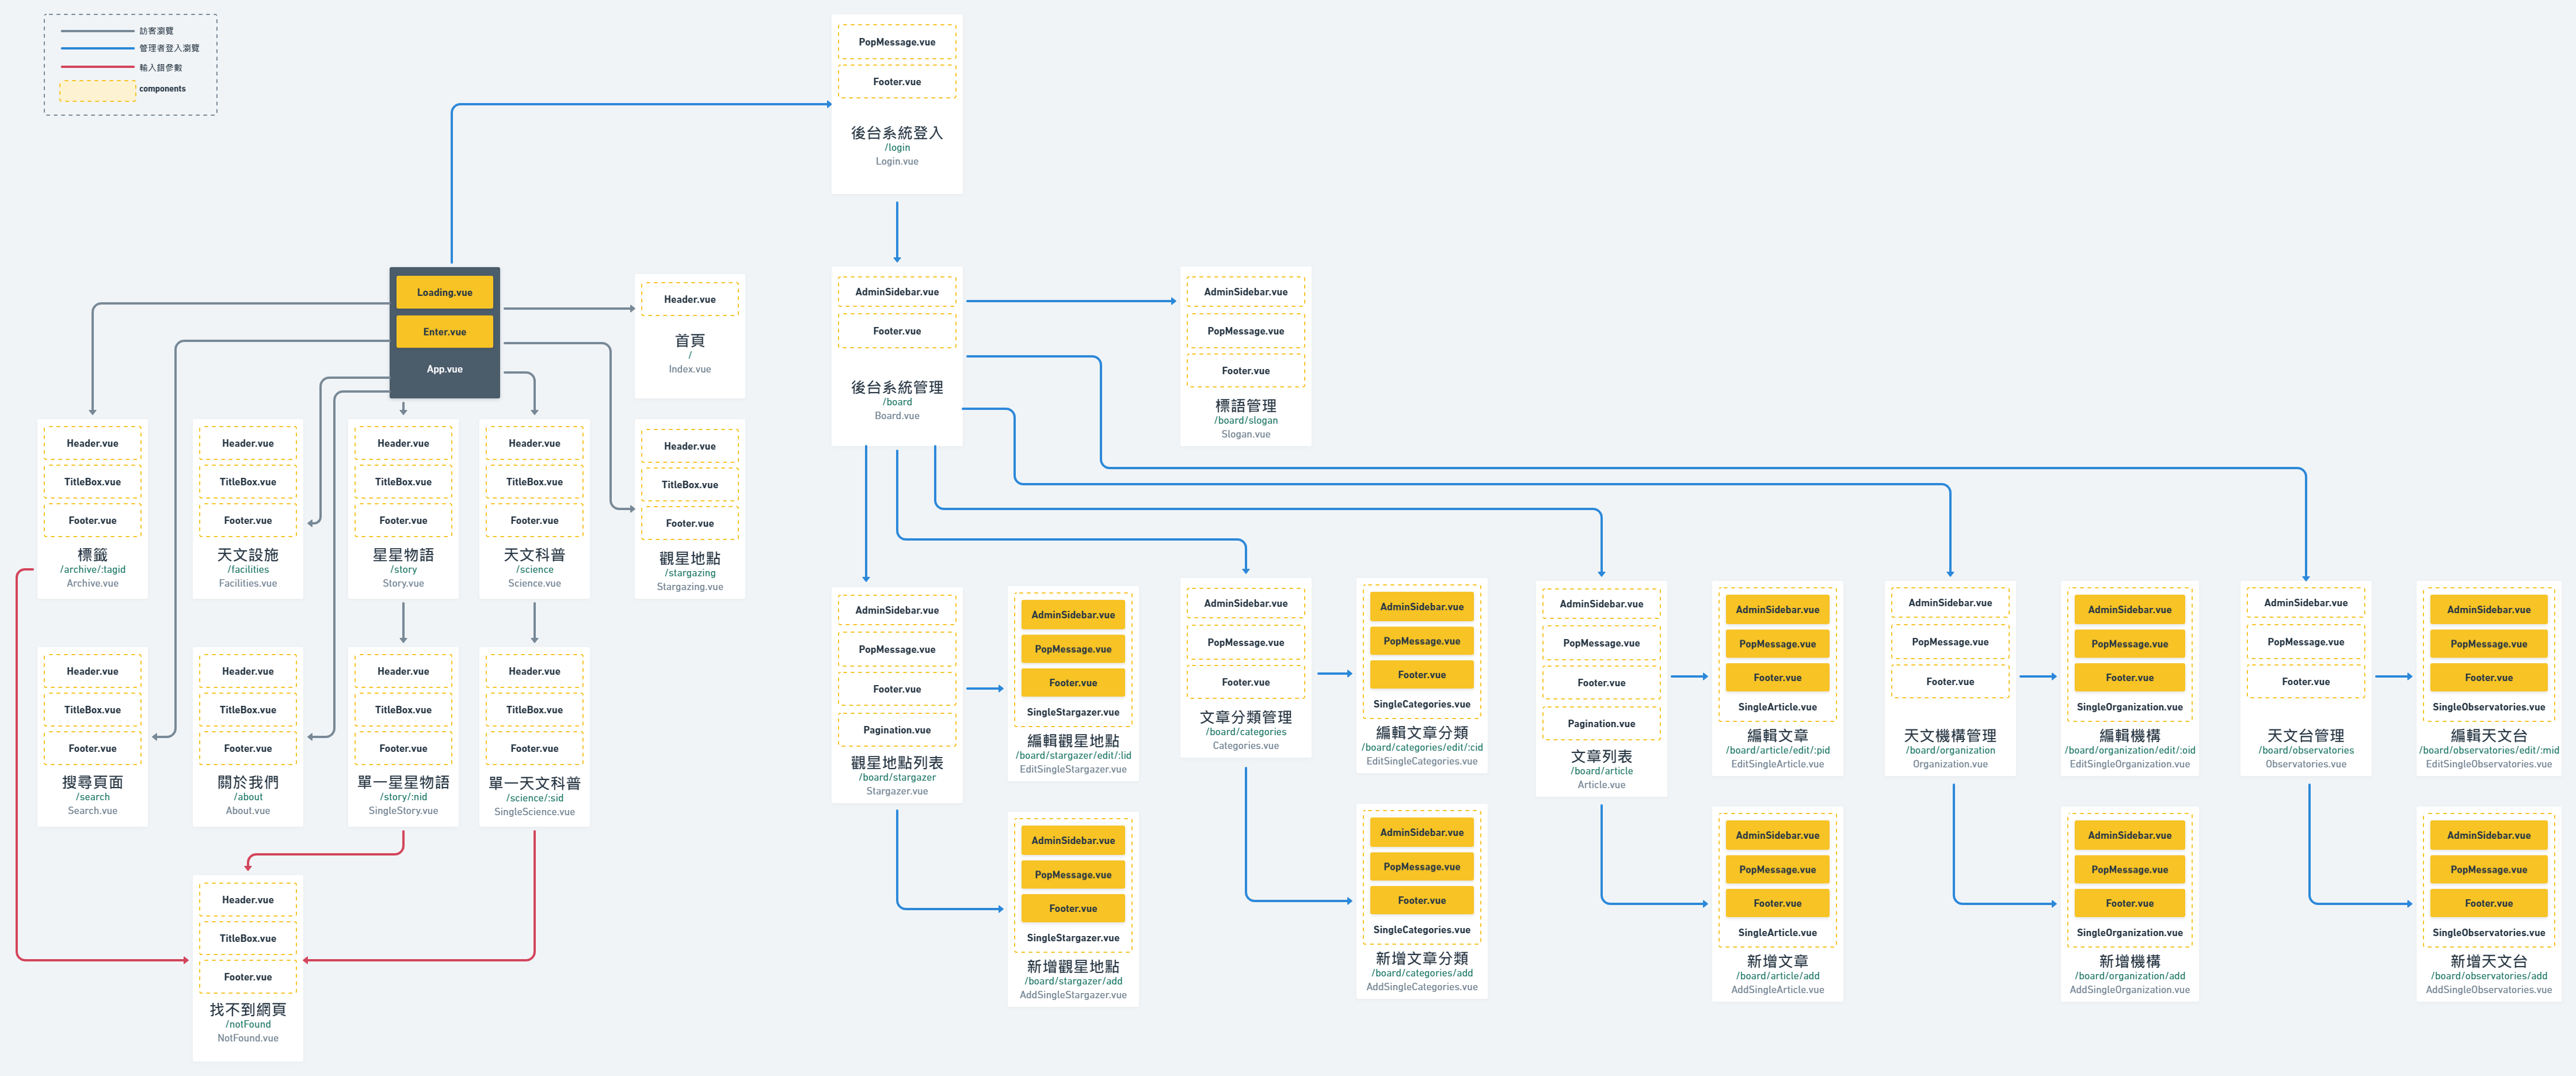 訪客瀏覽
管理者登入瀏覽
輸入錯參數
components
PopMessage.vue
Footer.vue
後台系統登入
/login
Login.vue
Loading.vue
Enter.vue
App.vue
Header.vue
首頁
/
Index.vue
Header.vue
TitleBox.vue
Footer.vue
標籤
/archive/:tagid
Archive.vue
Header.vue
TitleBox.vue
Footer.vue
天文設施
/facilities
Facilities.vue
Header.vue
TitleBox.vue
Footer.vue
星星物語
/story
Story.vue
Header.vue
TitleBox.vue
Footer.vue
天文科普
/science
Science.vue
Header.vue
TitleBox.vue
Footer.vue
觀星地點
/stargazing
Stargazing.vue
Header.vue
TitleBox.vue
Footer.vue
搜尋頁面
/search
Search.vue
Header.vue
TitleBox.vue
Footer.vue
關於我們
/about
About.vue
Header.vue
TitleBox.vue
Footer.vue
單一星星物語
/story/:nid
SingleStory.vue
Header.vue
TitleBox.vue
Footer.vue
單一天文科普
/science/:sid
SingleScience.vue
Header.vue
TitleBox.vue
Footer.vue
找不到網頁
/notFound
NotFound.vue
AdminSidebar.vue
Footer.vue
後台系統管理
/board
Board.vue
AdminSidebar.vue
PopMessage.vue
Footer.vue
標語管理
/board/slogan
Slogan.vue
AdminSidebar.vue
PopMessage.vue
Footer.vue
Pagination.vue
觀星地點列表
/board/stargazer
Stargazer.vue
AdminSidebar.vue
PopMessage.vue
Footer.vue
SingleStargazer.vue
編輯觀星地點
/board/stargazer/edit/:lid
EditSingleStargazer.vue
AdminSidebar.vue
PopMessage.vue
Footer.vue
SingleStargazer.vue
新增觀星地點
/board/stargazer/add
AddSingleStargazer.vue
AdminSidebar.vue
PopMessage.vue
Footer.vue
文章分類管理
/board/categories
Categories.vue
AdminSidebar.vue
PopMessage.vue
Footer.vue
SingleCategories.vue
編輯文章分類
/board/categories/edit/:cid
EditSingleCategories.vue
AdminSidebar.vue
PopMessage.vue
Footer.vue
SingleCategories.vue
新增文章分類
/board/categories/add
AddSingleCategories.vue
AdminSidebar.vue
PopMessage.vue
Footer.vue
Pagination.vue
文章列表
/board/article
Article.vue
AdminSidebar.vue
PopMessage.vue
Footer.vue
SingleArticle.vue
編輯文章
/board/article/edit/:pid
EditSingleArticle.vue
AdminSidebar.vue
PopMessage.vue
Footer.vue
SingleArticle.vue
新增文章
/board/article/add
AddSingleArticle.vue
AdminSidebar.vue
PopMessage.vue
Footer.vue
天文機構管理
/board/organization
Organization.vue
AdminSidebar.vue
PopMessage.vue
Footer.vue
SingleOrganization.vue
編輯機構
/board/organization/edit/:oid
EditSingleOrganization.vue
AdminSidebar.vue
PopMessage.vue
Footer.vue
SingleOrganization.vue
新增機構
/board/organization/add
AddSingleOrganization.vue
AdminSidebar.vue
PopMessage.vue
Footer.vue
天文台管理
/board/observatories
Observatories.vue
AdminSidebar.vue
PopMessage.vue
Footer.vue
SingleObservatories.vue
編輯天文台
/board/observatories/edit/:mid
EditSingleObservatories.vue
AdminSidebar.vue
PopMessage.vue
Footer.vue
SingleObservatories.vue
新增天文台
/board/observatories/add
AddSingleObservatories.vue